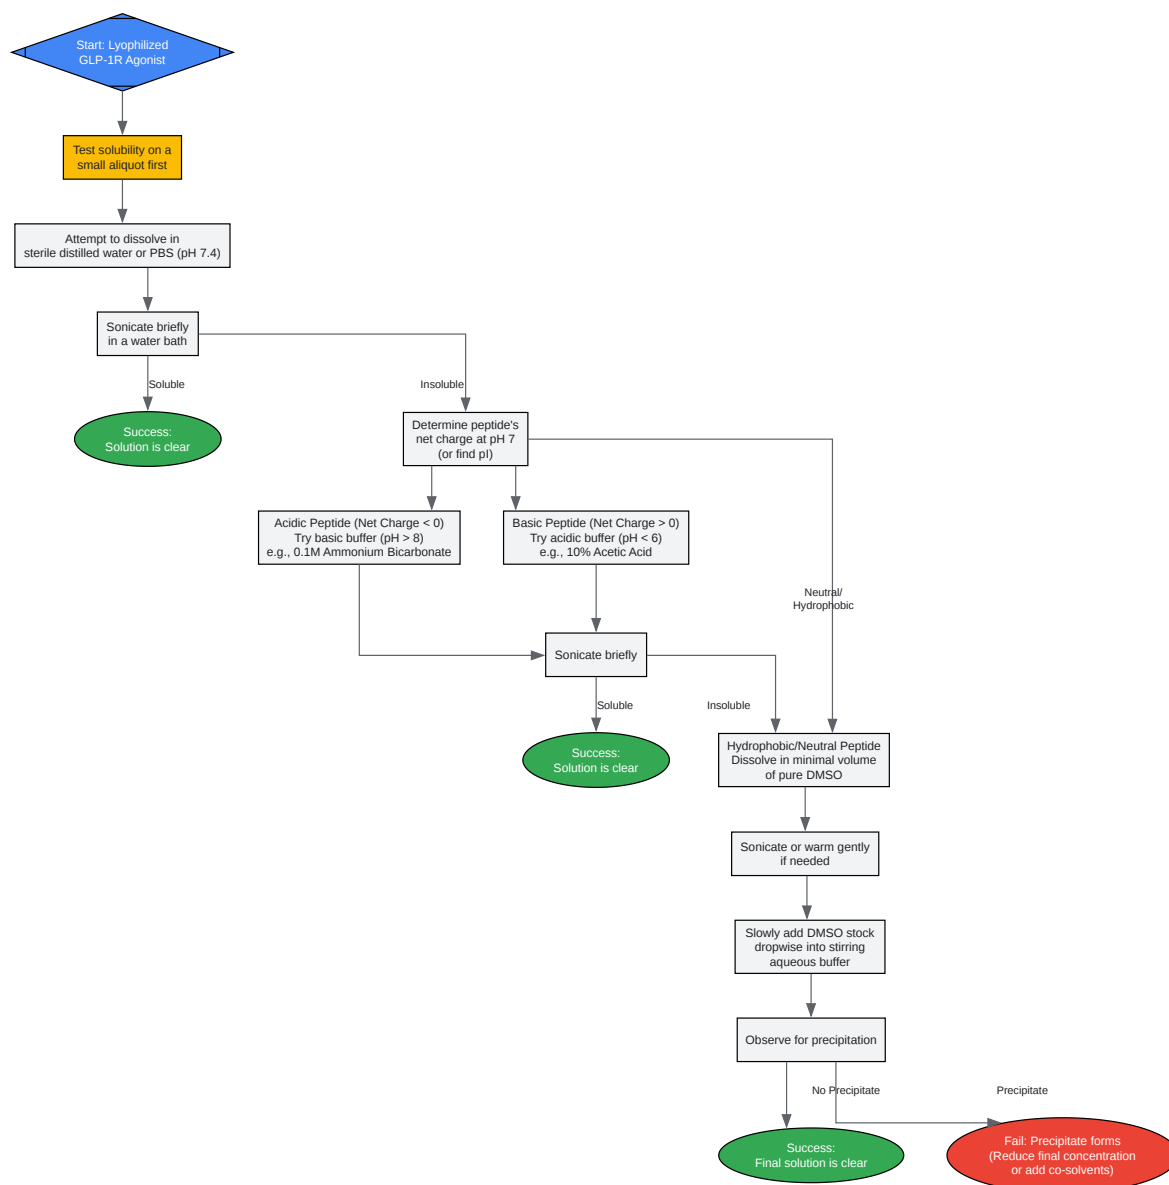 Start: Lyophilized
GLP-1R Agonist
Test solubility on a
small aliquot first
Attempt to dissolve in
sterile distilled water or PBS (pH 7.4)
Sonicate briefly
in a water bath
Soluble
Insoluble
Success:
Solution is clear
Determine peptide's
net charge at pH 7
(or find pI)
Acidic Peptide (Net Charge < 0)
Try basic buffer (pH > 8)
e.g., 0.1M Ammonium Bicarbonate
Basic Peptide (Net Charge > 0)
Try acidic buffer (pH < 6)
e.g., 10% Acetic Acid
Neutral/
Hydrophobic
Sonicate briefly
Soluble
Insoluble
Success:
Solution is clear
Hydrophobic/Neutral Peptide
Dissolve in minimal volume
of pure DMSO
Sonicate or warm gently
if needed
Slowly add DMSO stock
dropwise into stirring
aqueous buffer
Observe for precipitation
No Precipitate
Precipitate
Success:
Final solution is clear
Fail: Precipitate forms
(Reduce final concentration
or add co-solvents)